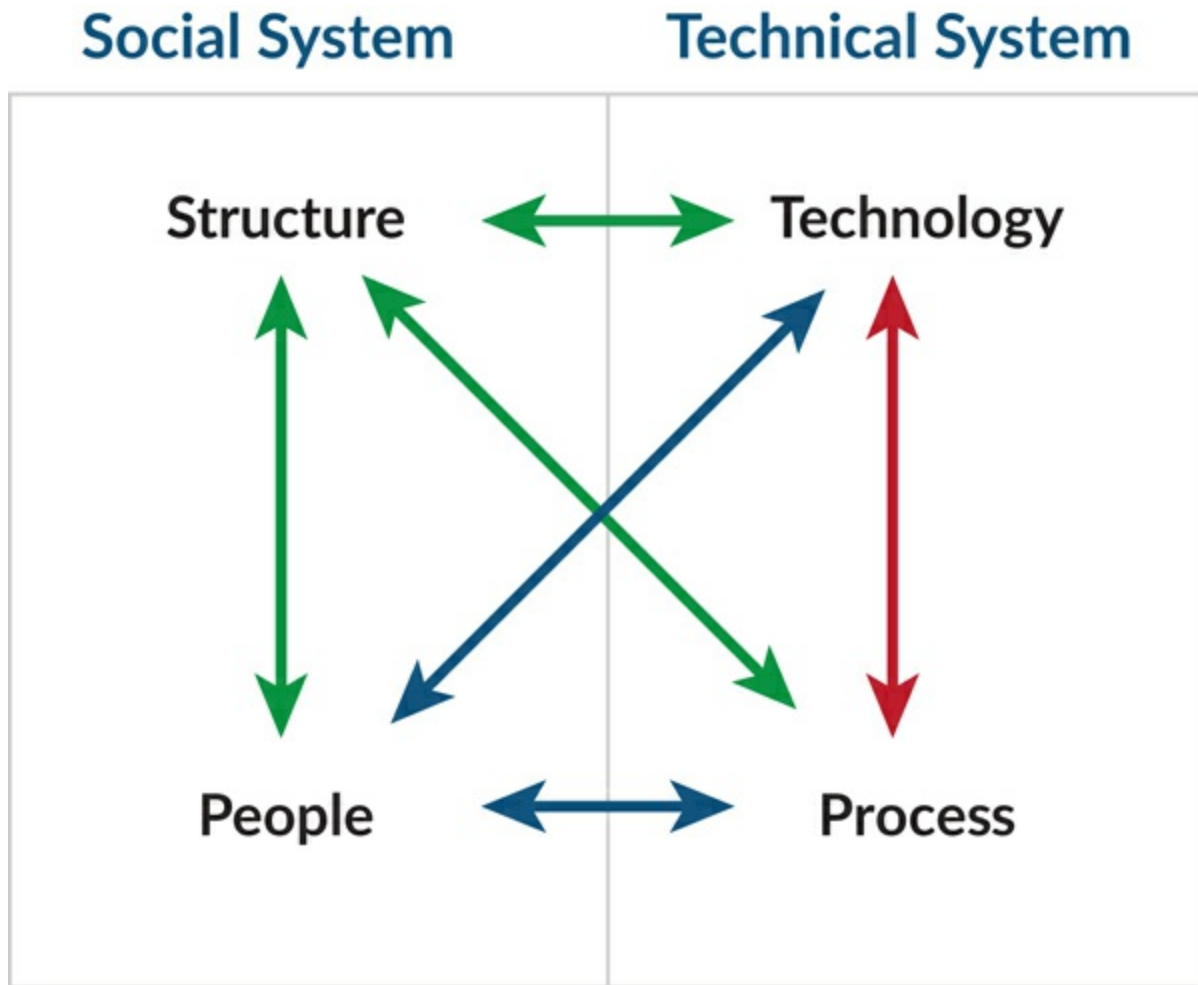 Social System
Technical System
Structure
Technology
People
Process